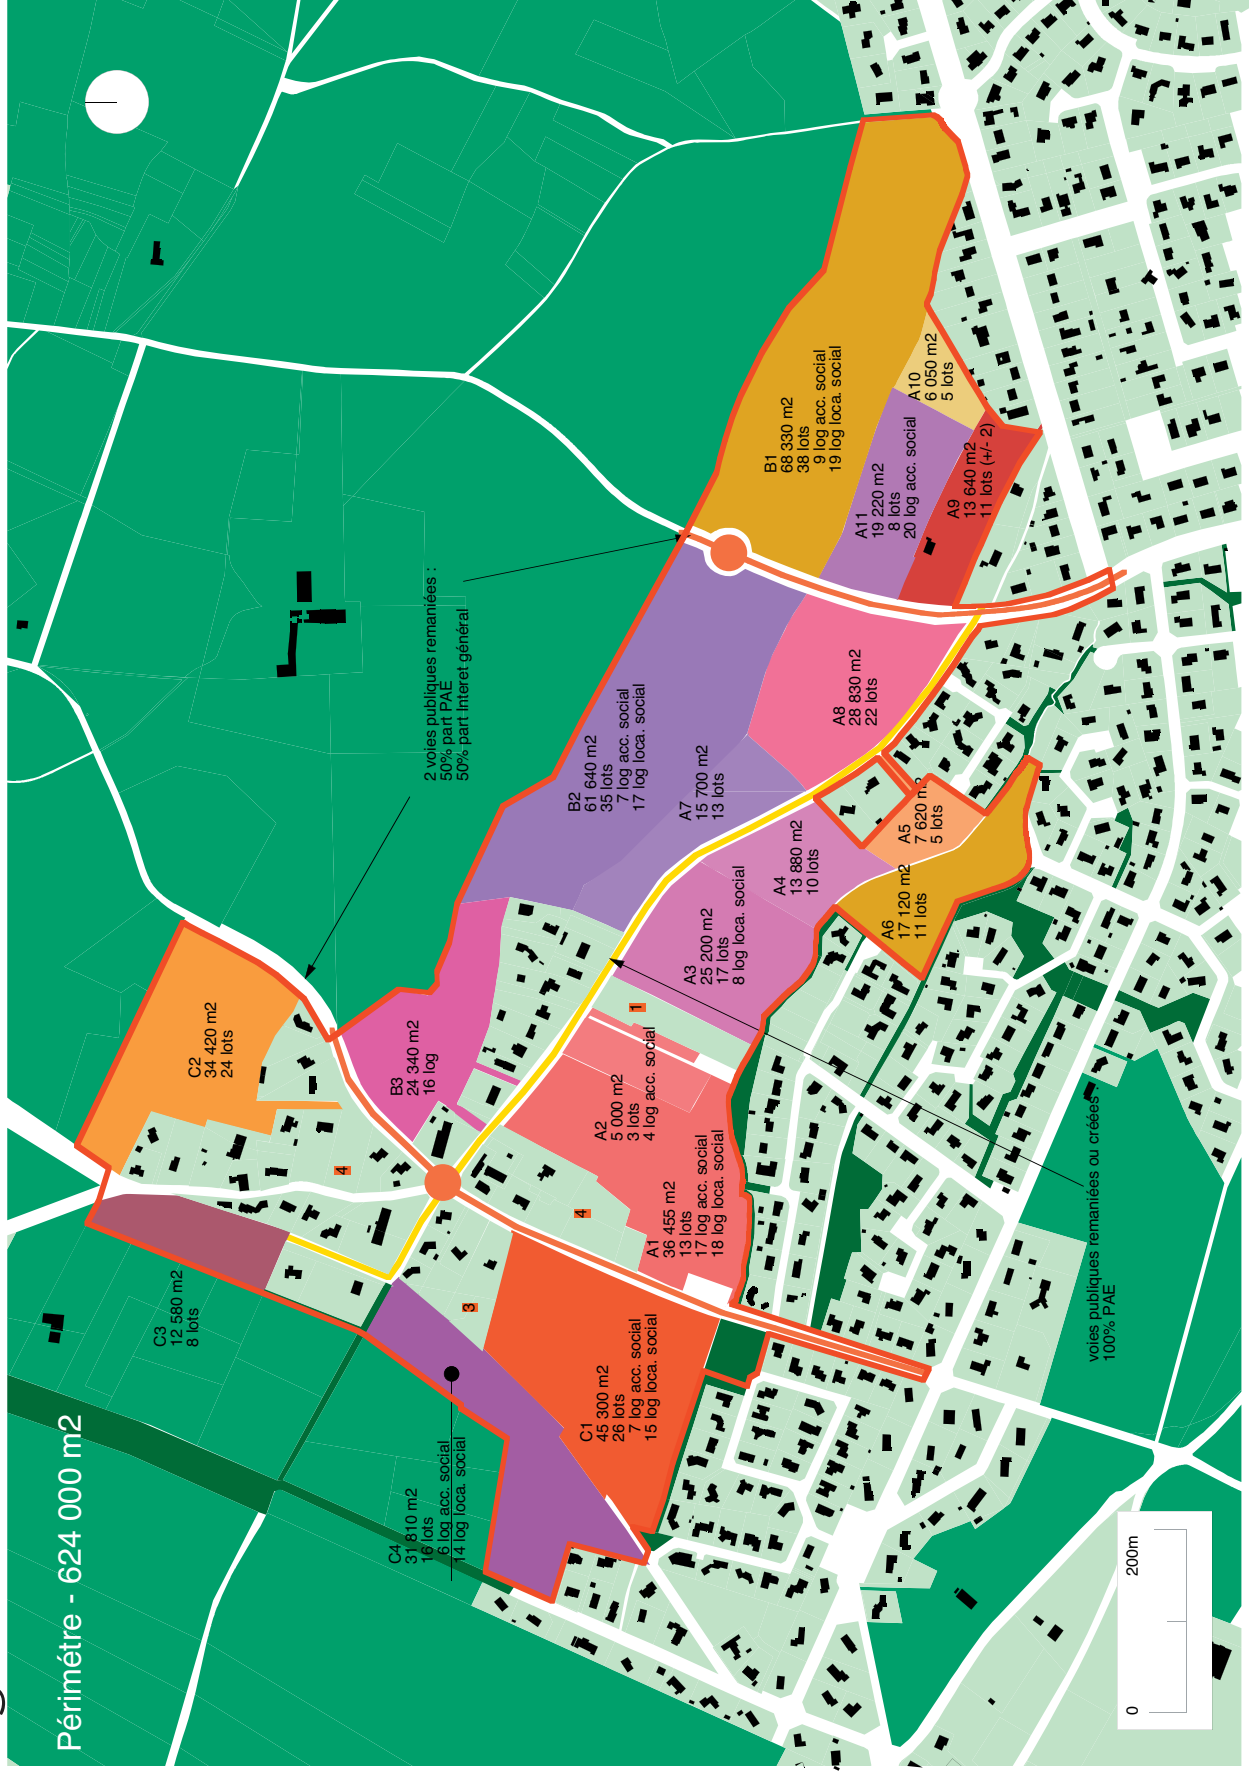 Périmétre - 624 000 m2
C3
12 580 m2
8 lots
C2
34 420 m2
24 lots
2 voies publiques remaniées :
50% part PAE
50% part Interet général
C4
31 810 m2
16 lots
6 log acc. social
14 log loca. social
B3
24 340 m2
16 log
4
3
4
1
C1
45 300 m2
26 lots
7 log acc. social
15 log loca. social
A2
5 000 m2
3 lots
4 log acc. social
A1
36 455 m2
13 lots
17 log acc. social
18 log loca. social
B2
61 640 m2
35 lots
7 log acc. social
17 log loca. social
A7
15 700 m2
13 lots
A3
25 200 m2
17 lots
8 log loca. social
A4
13 880 m2
10 lots
B1
68 330 m2
38 lots
9 log acc. social
19 log loca. social
A8
28 830 m2
22 lots
A11
19 220 m2
8 lots
20 log acc. social
A10
6 050 m2
5 lots
A9
13 640 m2
11 lots (+/- 2)
A5
7 620 m2
5 lots
A6
17 120 m2
11 lots
voies publiques remaniées ou créées :
100% PAE
0
200m